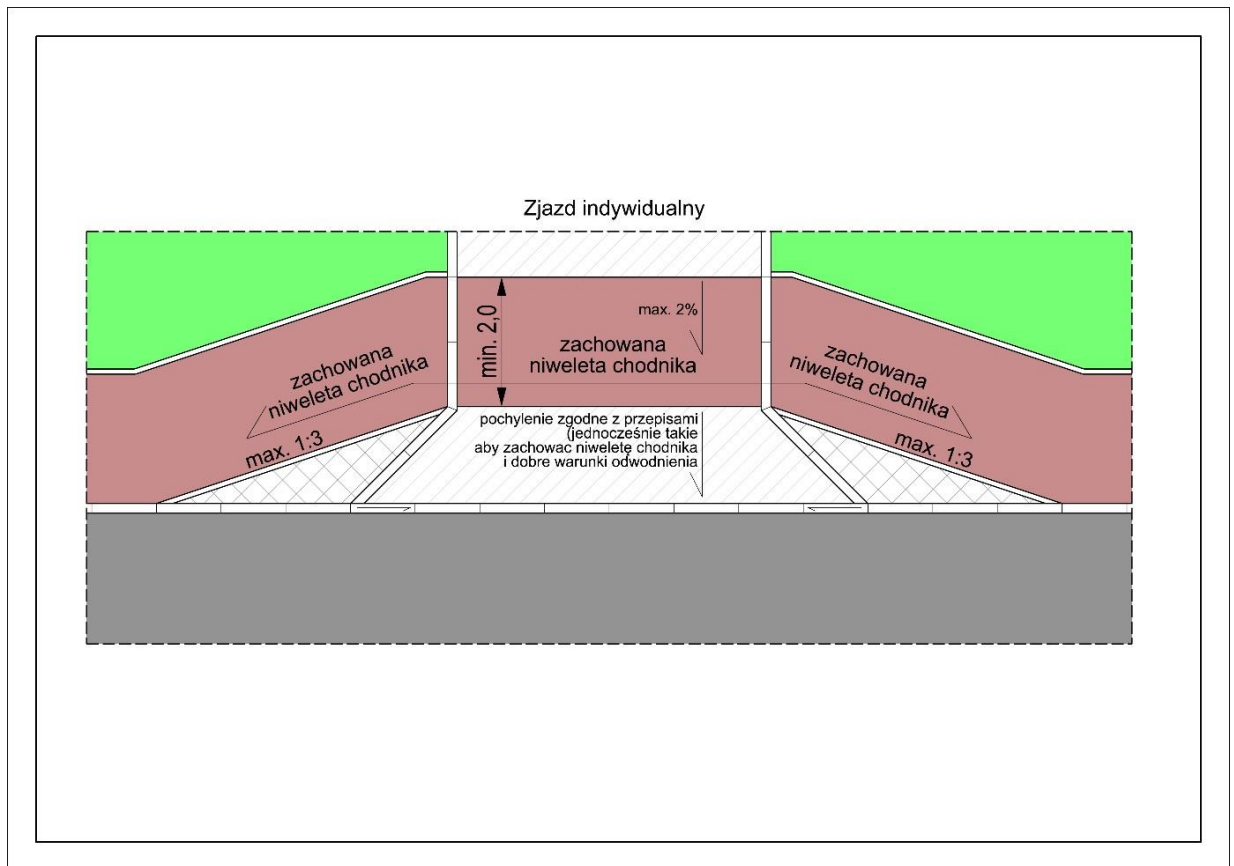 Zjazd indywidualny
max. 2%
min. 2,0
zachowana
niweleta chodnika
zachowana
niweleta chodnika
zachowana
niweleta chodnika
max. 1:3
max. 1:3
pochylenie zgodne z przepisami
(jednocześnie takie
aby zachowac niweletę chodnika
i dobre warunki odwodnienia